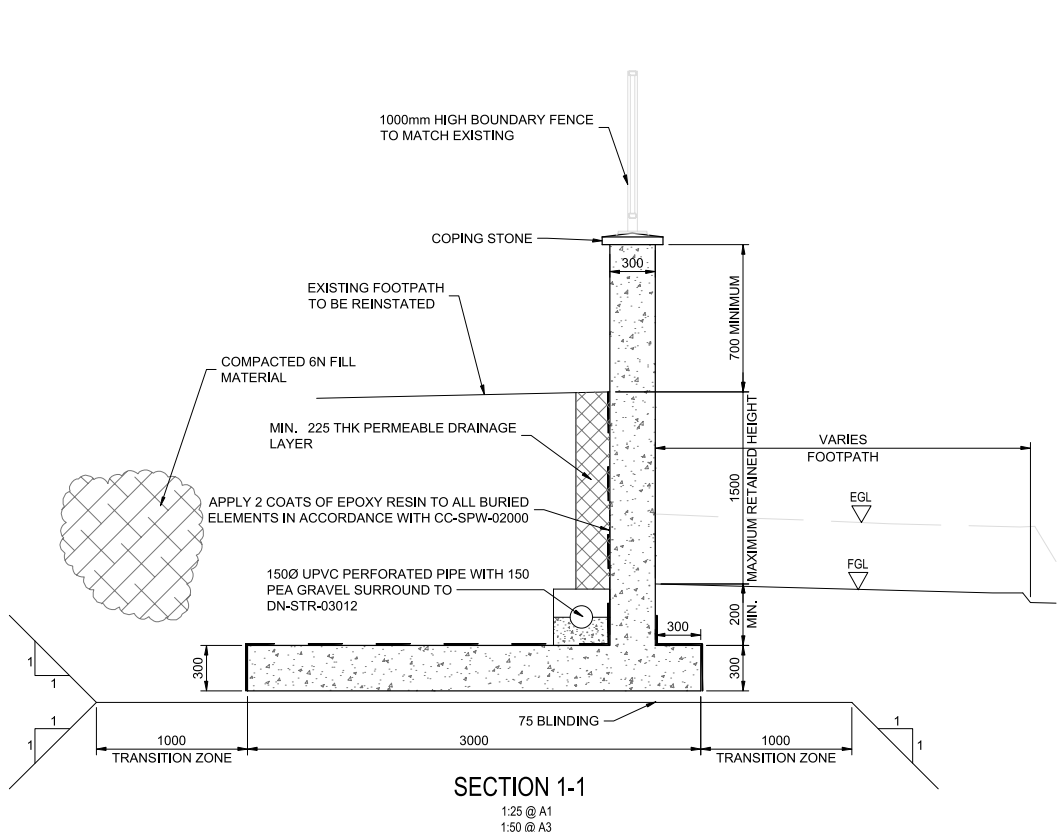 1000mm HIGH BOUNDARY FENCE
TO MATCH EXISTING
COPING STONE
300
EXISTING FOOTPATH
TO BE REINSTATED
700 MINIMUM
COMPACTED 6N FILL
MATERIAL
MIN. 225 THK PERMEABLE DRAINAGE
LAYER
VARIES
FOOTPATH
1500
MAXIMUM RETAINED HEIGHT
APPLY 2 COATS OF EPOXY RESIN TO ALL BURIED
ELEMENTS IN ACCORDANCE WITH CC-SPW-02000
EGL
FGL
150Ø UPVC PERFORATED PIPE WITH 150
PEA GRAVEL SURROUND TO
DN-STR-03012
200
MIN.
300
300
300
1
1
1
1
1
1
75 BLINDING
1000
TRANSITION ZONE
3000
1000
TRANSITION ZONE
SECTION 1-1
1:25 @ A1
1:50 @ A3